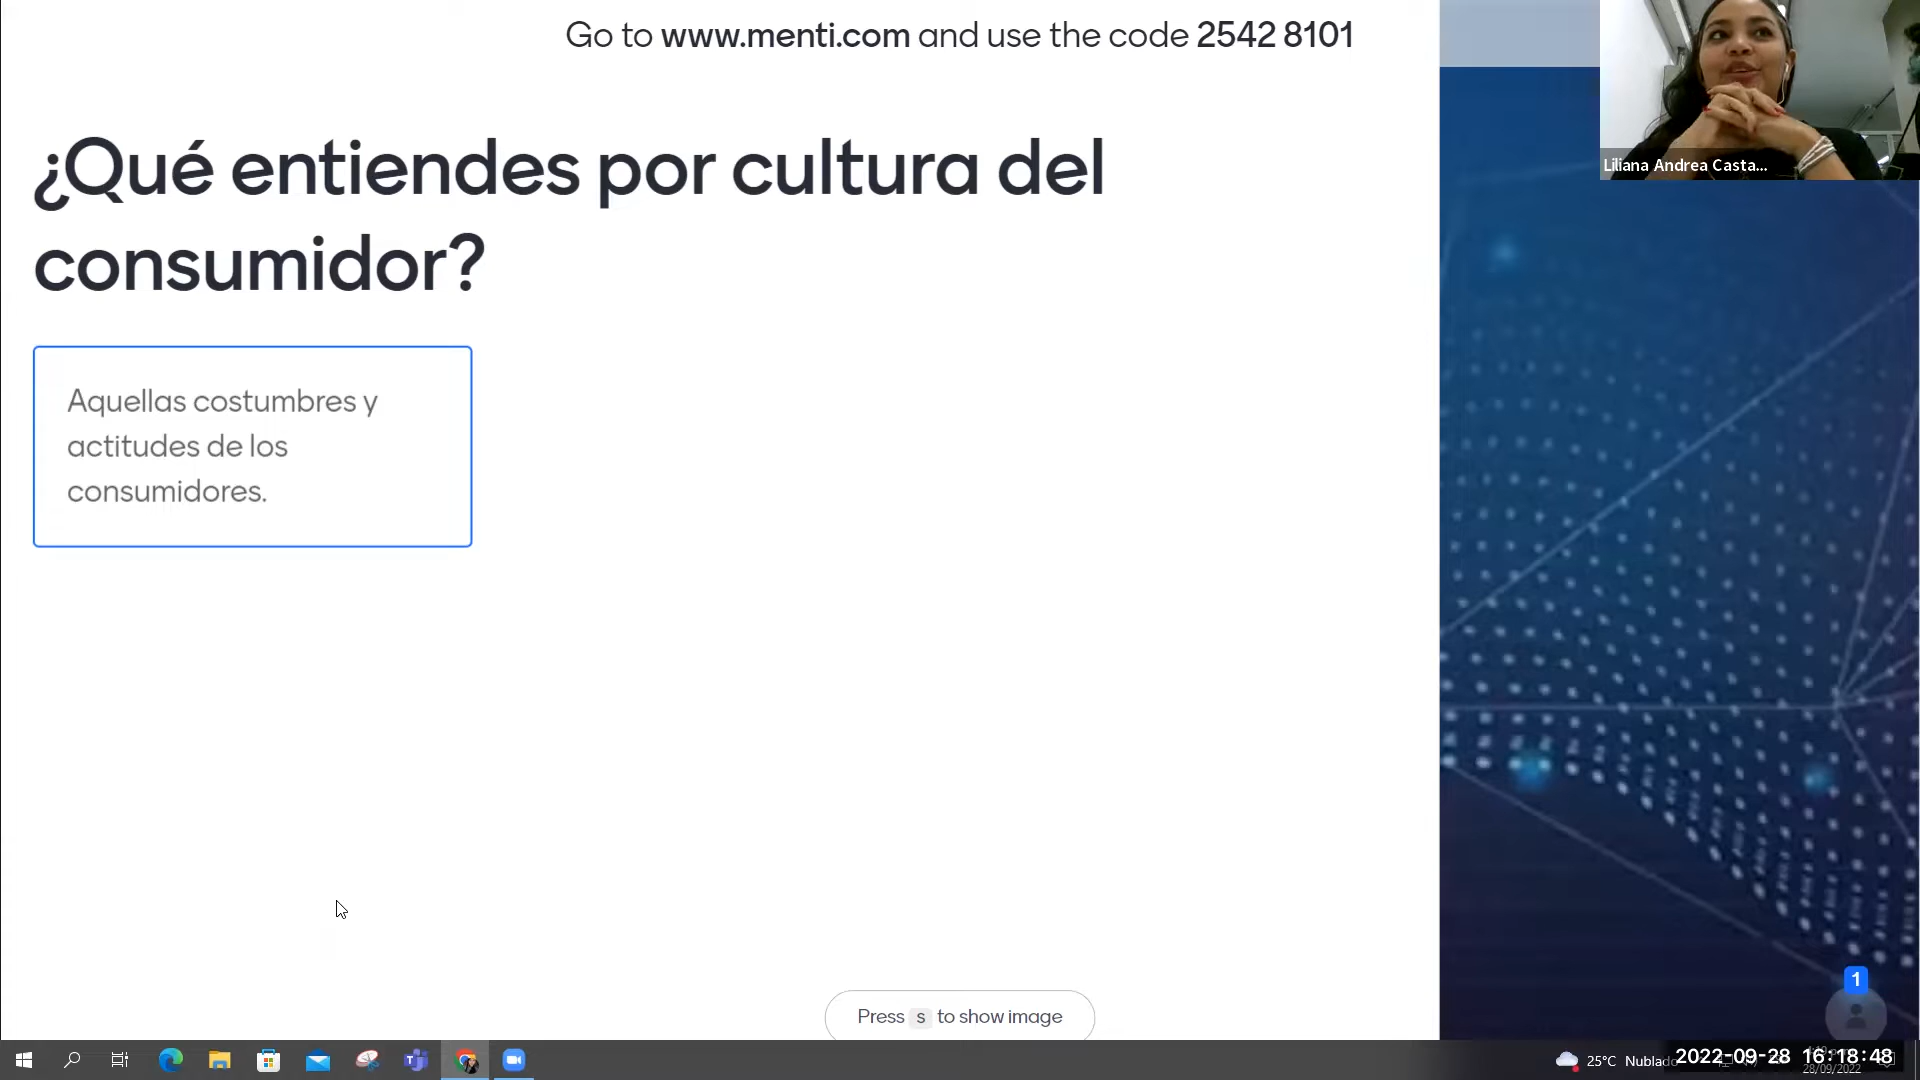 Go to www.menti.com and use the code 2542 8101
¿Qué entiendes por cultura del
consumidor?
Aquellas costumbres y
actitudes de los
consumidores.
Liliana Andrea Casta...
1
Press s to show image
25°C Nublado
2022-09-28 16:18:48
28/09/2022